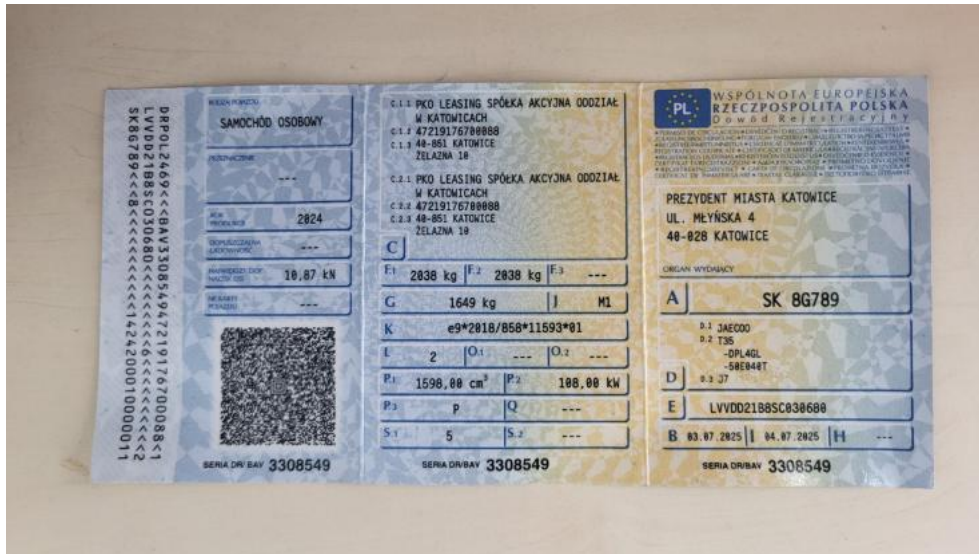 DRPOL2469<<BAV330854947219176700088<1
LVVDD21B8SC030680<<<<<<6<<<<<<<<<<<<2
SK8G789<<<8<<<<<<<<<1424200010000011
RODZAJ POJAZDU
SAMOCHÓD OSOBOWY
PRZEZNACZENIE
---
ROK PRODUKCJI
2024
DOPUSZCZALNA ŁADOWNOŚĆ
---
NAJWIĘKSZY DOP. NACISK OSI
10,87 kN
NR KARTY POJAZDU
---
SERIA DR/BAV 3308549
C.1.1 PKO LEASING SPÓŁKA AKCYJNA ODDZIAŁ
W KATOWICACH
C.1.2 47219176700088
C.1.3 40-851 KATOWICE
ŻELAZNA 10
C.2.1 PKO LEASING SPÓŁKA AKCYJNA ODDZIAŁ
W KATOWICACH
C.2.2 47219176700088
C.2.3 40-851 KATOWICE
ŻELAZNA 10
C
F.1 2038 kg F.2 2038 kg F.3 ---
G 1649 kg J M1
K e9*2018/858*11593*01
L 2 O.1 --- O.2 ---
P.1 1598,00 cm³ P.2 108,00 kW
P.3 P Q ---
S.1 5 S.2 ---
SERIA DR/BAV 3308549
PL
WSPÓLNOTA EUROPEJSKA
RZECZPOSPOLITA POLSKA
Dowód Rejestracyjny
PREZYDENT MIASTA KATOWICE
UL. MŁYŃSKA 4
40-028 KATOWICE
ORGAN WYDAJĄCY
A SK 8G789
D.1 JAECOO
D.2 T35
-DPL4GL
-50E040T
D D.3 J7
E LVVDD21B8SC030680
B 03.07.2025 I 04.07.2025 H ---
SERIA DR/BAV 3308549